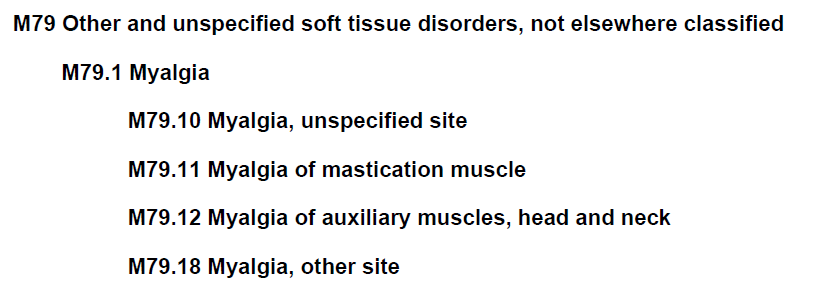 M79 Other and unspecified soft tissue disorders, not elsewhere classified
M79.1 Myalgia
M79.10 Myalgia, unspecified site
M79.11 Myalgia of mastication muscle
M79.12 Myalgia of auxiliary muscles, head and neck
M79.18 Myalgia, other site